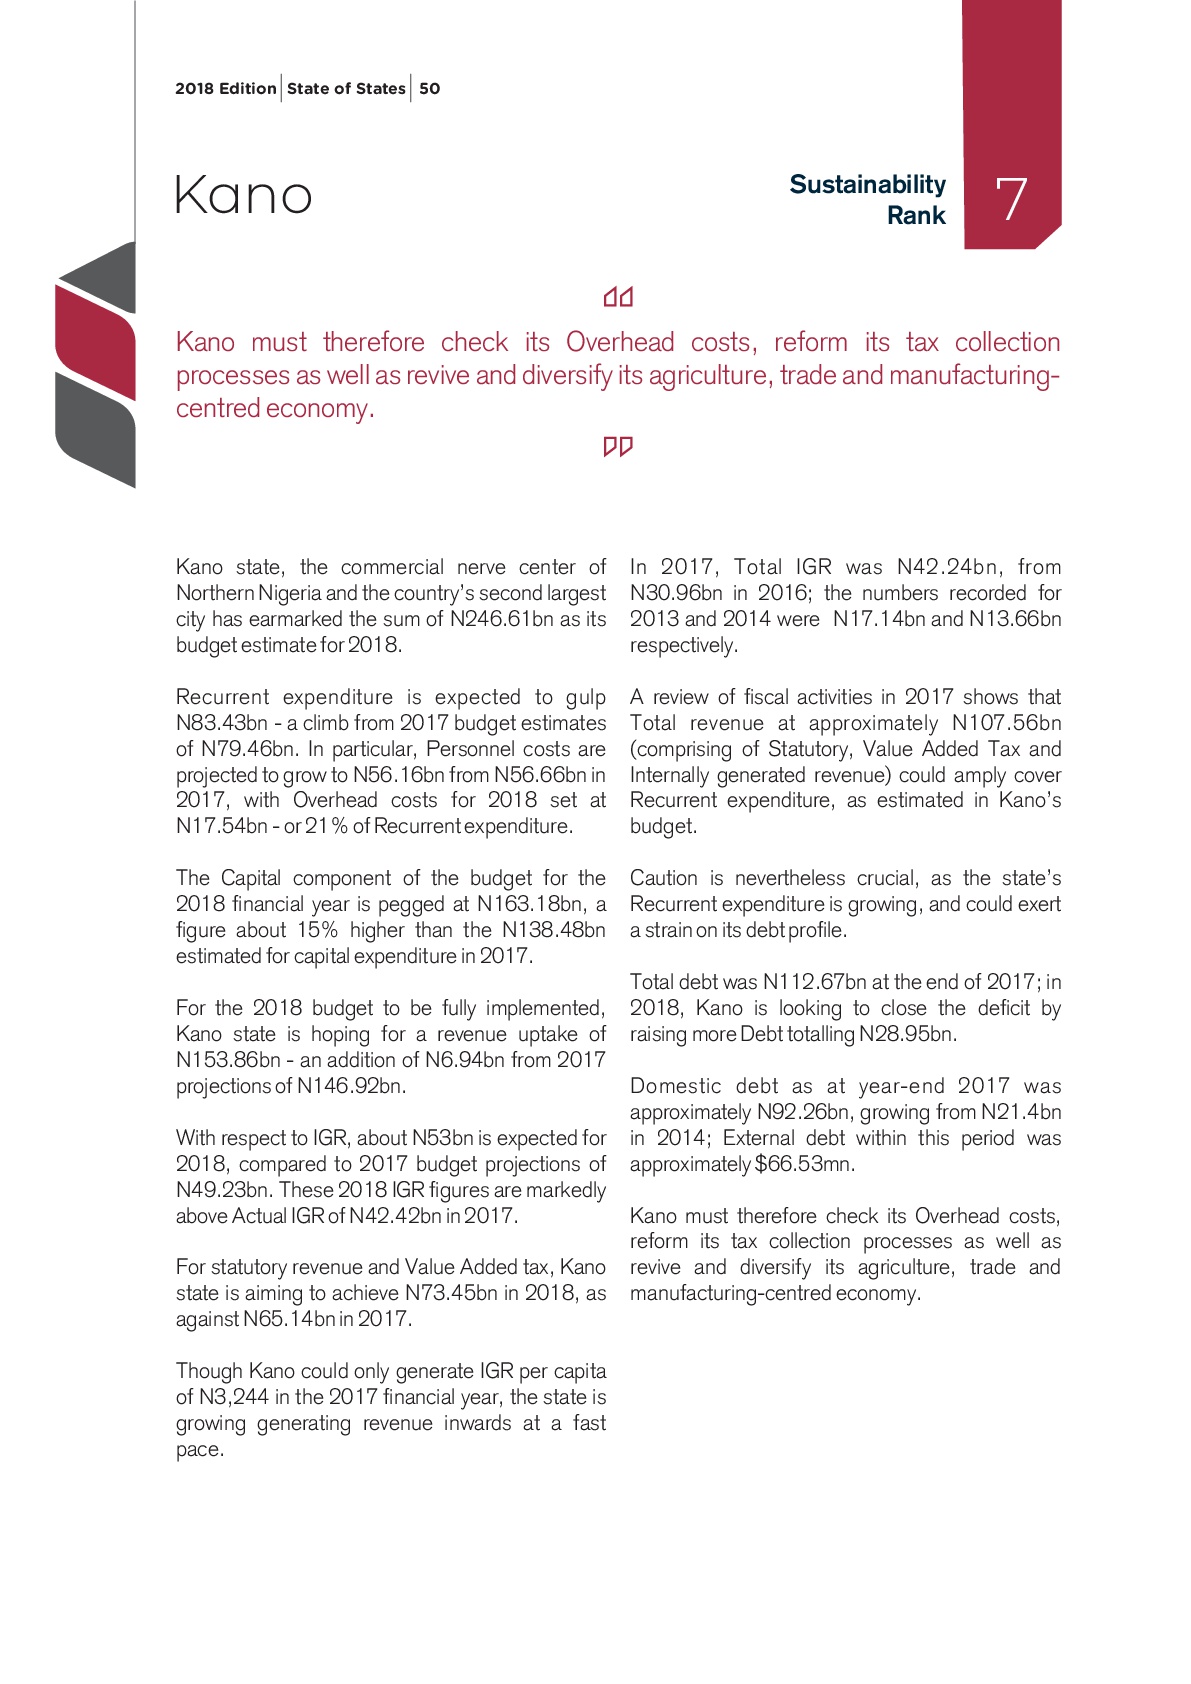 2018 Edition State of States 50
Kano
Sustainability
Rank
7
Kano must therefore check its Overhead costs, reform its tax collection
processes as well as revive and diversify its agriculture, trade and manufacturing-
centred economy.
Kano state, the commercial nerve center of
Northern Nigeria and the country's second largest
city has earmarked the sum of N246.61bn as its
budget estimate for 2018.
Recurrent expenditure is expected to gulp
N83.43bn - a climb from 2017 budget estimates
of N79.46bn. In particular, Personnel costs are
projected to grow to N56.16bn from N56.66bn in
2017, with Overhead costs for 2018 set at
N17.54bn - or 21% of Recurrent expenditure.
The Capital component of the budget for the
2018 financial year is pegged at N163.18bn, a
figure about 15% higher than the N138.48bn
estimated for capital expenditure in 2017.
For the 2018 budget to be fully implemented,
Kano state is hoping for a revenue uptake of
N153.86bn - an addition of N6.94bn from 2017
projections of N146.92bn.
With respect to IGR, about N53bn is expected for
2018, compared to 2017 budget projections of
N49.23bn. These 2018 IGR figures are markedly
above Actual IGR of N42.42bn in 2017.
For statutory revenue and Value Added tax, Kano
state is aiming to achieve N73.45bn in 2018, as
against N65.14bn in 2017.
Though Kano could only generate IGR per capita
of N3,244 in the 2017 financial year, the state is
growing generating revenue inwards at a fast
pace.
In 2017, Total IGR was N42.24bn, from
N30.96bn in 2016; the numbers recorded for
2013 and 2014 were N17.14bn and N13.66bn
respectively.
A review of fiscal activities in 2017 shows that
Total revenue at approximately N107.56bn
(comprising of Statutory, Value Added Tax and
Internally generated revenue) could amply cover
Recurrent expenditure, as estimated in Kano's
budget.
Caution is nevertheless crucial, as the state's
Recurrent expenditure is growing, and could exert
a strain on its debt profile.
Total debt was N112.67bn at the end of 2017; in
2018, Kano is looking to close the deficit by
raising more Debt totalling N28.95bn.
Domestic debt as at year-end 2017 was
approximately N92.26bn, growing from N21.4bn
in 2014; External debt within this period was
approximately $66.53mn.
Kano must therefore check its Overhead costs,
reform its tax collection processes as well as
revive and diversify its agriculture, trade and
manufacturing-centred economy.